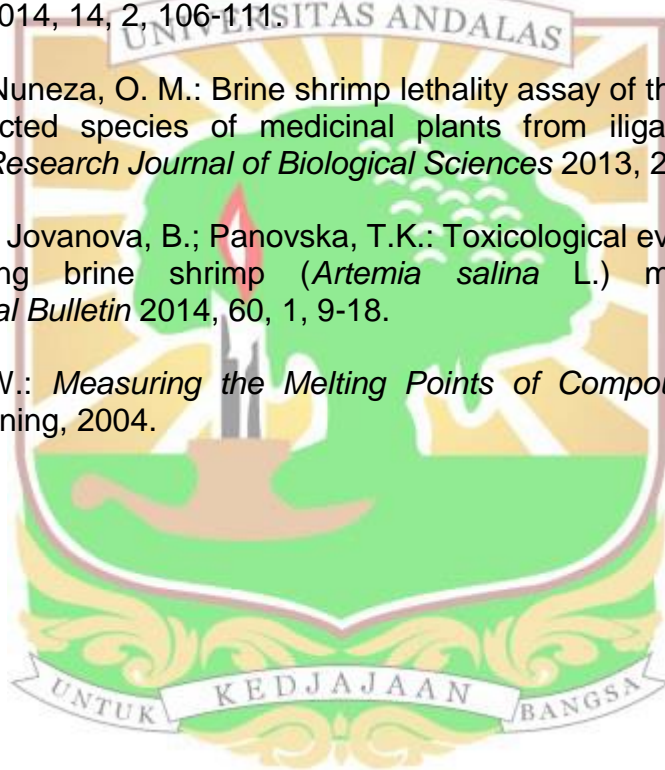 014, 14, 2, 106-111.
UNIVERSITAS ANDALAS
Nuneza, O. M.: Brine shrimp lethality assay of th
cted species of medicinal plants from iliga
Research Journal of Biological Sciences 2013, 2
Jovanova, B.; Panovska, T.K.: Toxicological ev
ng brine shrimp (Artemia salina L.) m
al Bulletin 2014, 60, 1, 9-18.
W.: Measuring the Melting Points of Compou
ning, 2004.
UNTUK KEDJAJAAN BANGSA